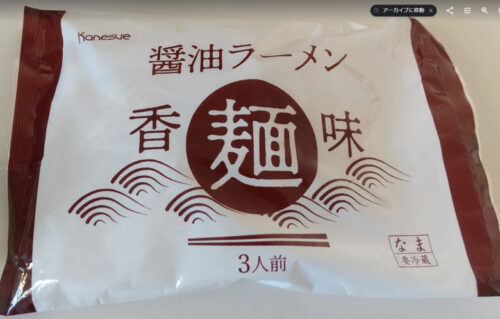 アーカイブに移動
Kanesue
醤油ラーメン
香麺味
3人前
なま
要冷蔵